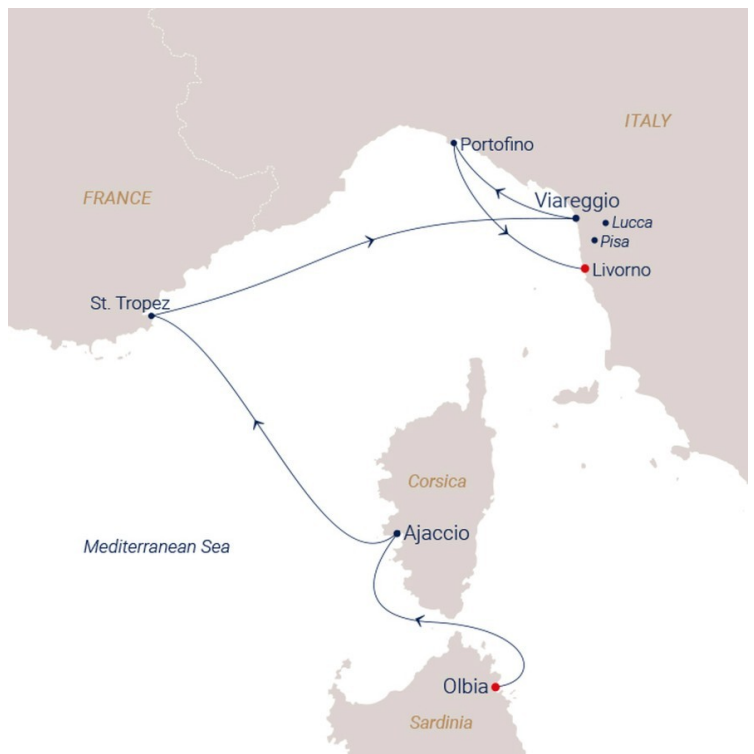 ITALY
Portofino
FRANCE
Viareggio
Lucca
Pisa
Livorno
St. Tropez
Corsica
Ajaccio
Mediterranean Sea
Olbia
Sardinia